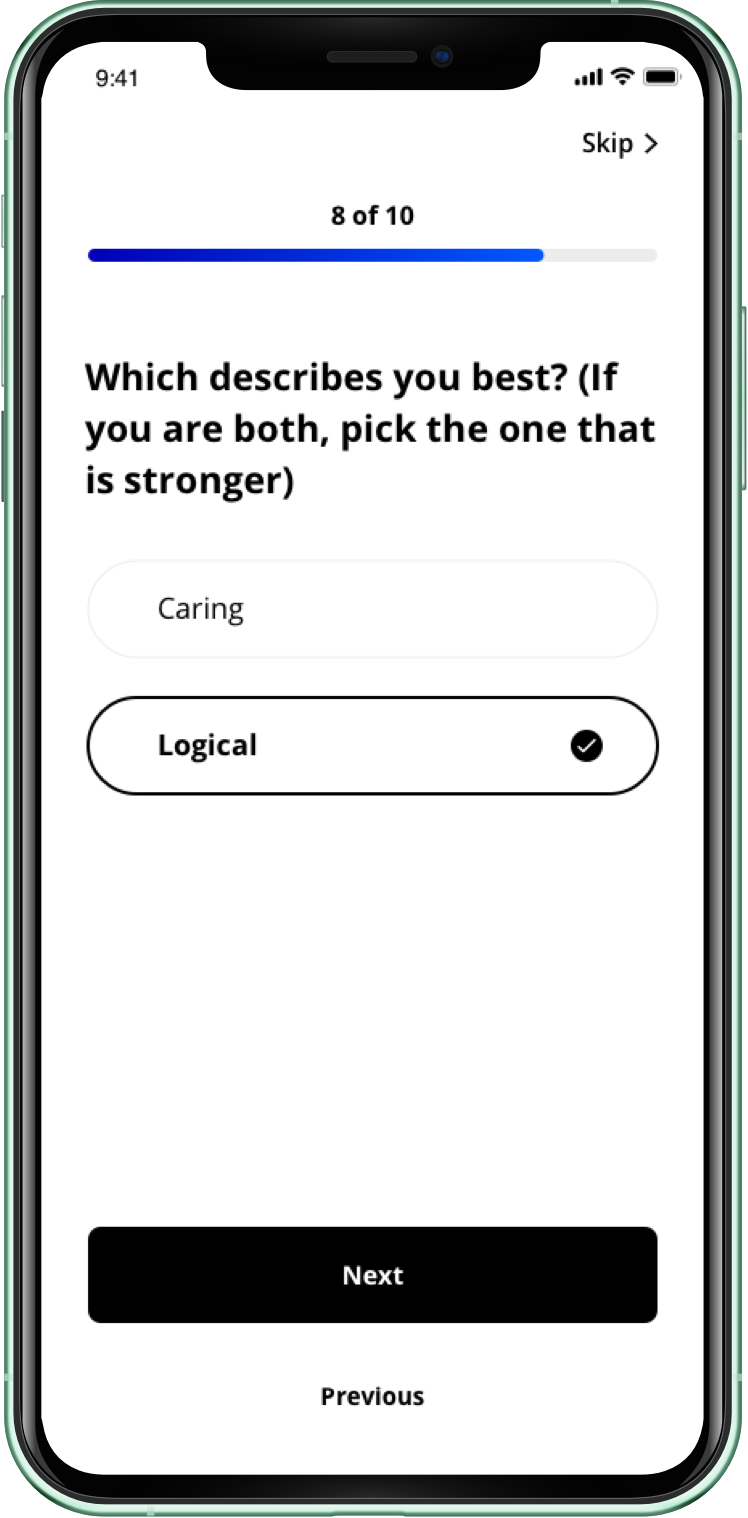 9:41
Skip
8 of 10
Which describes you best? (If
you are both, pick the one that
is stronger)
Caring
Logical
Next
Previous